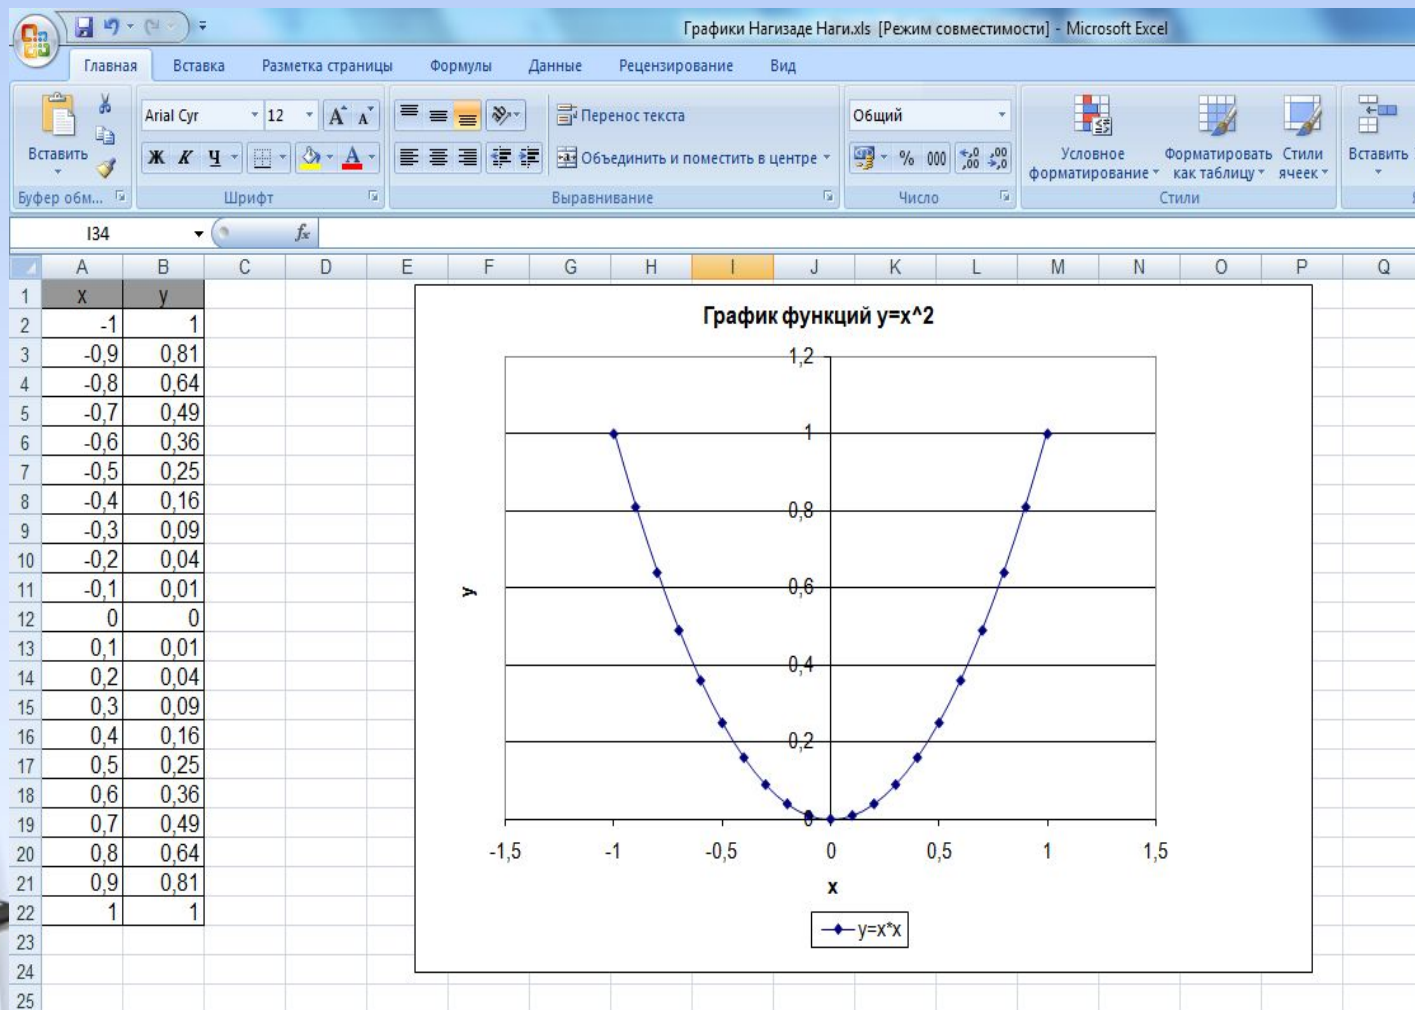 Графики Нагизаде Наги.xls [Режим совместимости] - Microsoft Excel
Главная Вставка Разметка страницы Формулы Данные Рецензирование Вид
Arial Cyr 12 Перенос текста Общий
Вставить Ж К Ч Объединить и поместить в центре % 000 Условное форматирование Форматировать как таблицу Стили ячеек Вставить
Буфер обм... Шрифт Выравнивание Число Стили
I34 fx
A B C D E F G H I J K L M N O P Q
1 x y
2 -1 1
3 -0,9 0,81
4 -0,8 0,64
5 -0,7 0,49
6 -0,6 0,36
7 -0,5 0,25
8 -0,4 0,16
9 -0,3 0,09
10 -0,2 0,04
11 -0,1 0,01
12 0 0
13 0,1 0,01
14 0,2 0,04
15 0,3 0,09
16 0,4 0,16
17 0,5 0,25
18 0,6 0,36
19 0,7 0,49
20 0,8 0,64
21 0,9 0,81
22 1 1
23
24
25
График функций y=x^2
1,2
1
0,8
0,6
0,4
0,2
0
y
-1,5 -1 -0,5 0 0,5 1 1,5
x
y=x*x